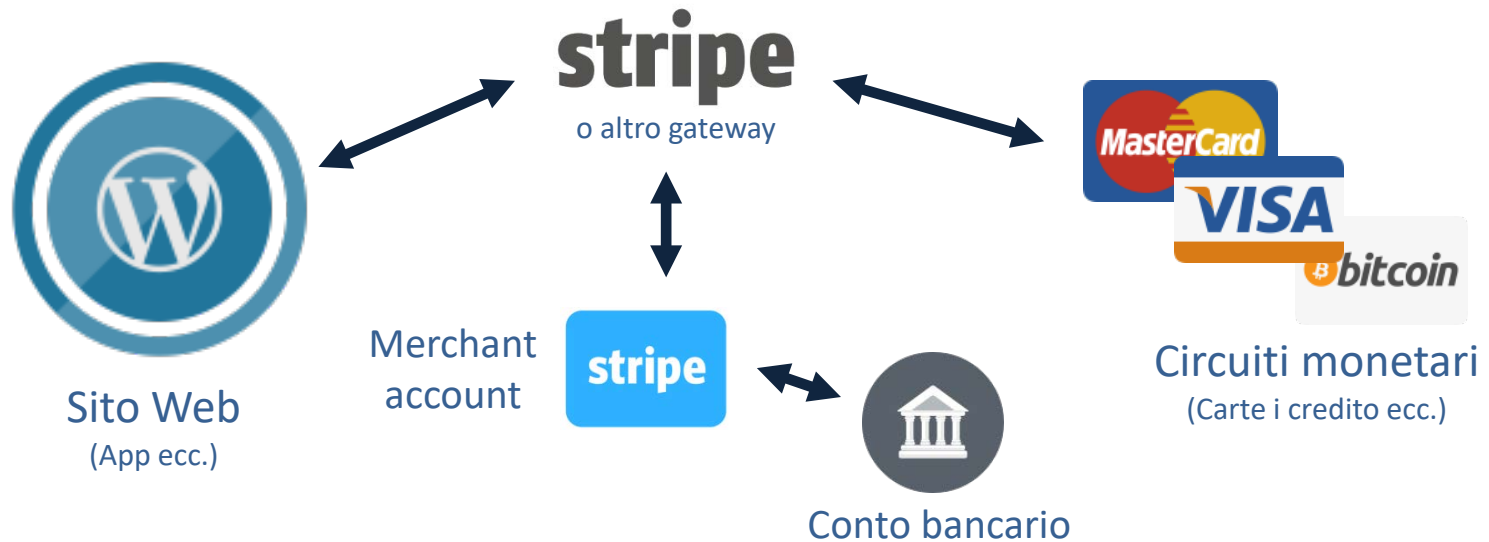 stripe
o altro gateway
MasterCard
VISA
bitcoin
Circuiti monetari
(Carte i credito ecc.)
W
Sito Web
(App ecc.)
Merchant
account
stripe
Conto bancario